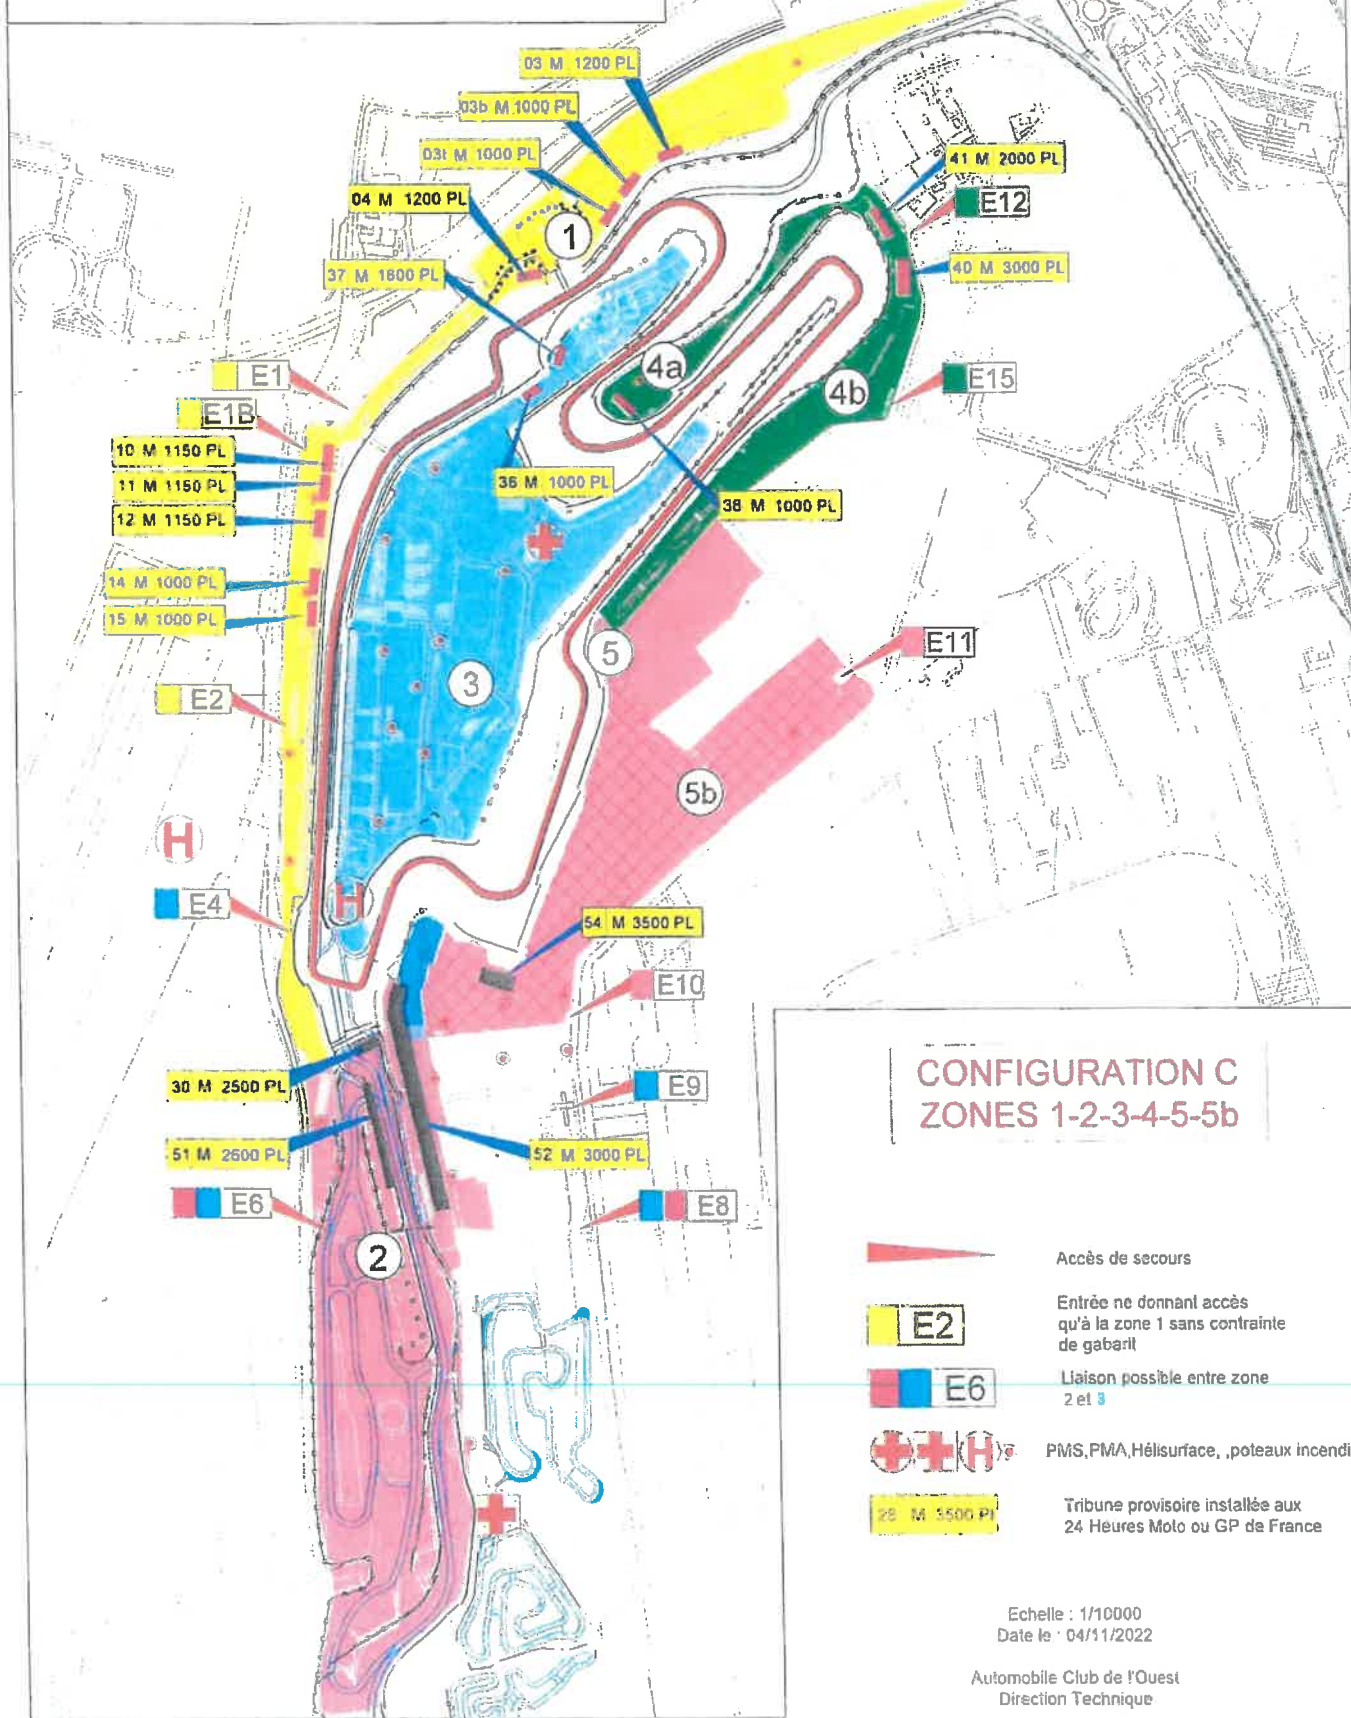 03 M 1200 PL
03b M 1000 PL
03t M 1000 PL
04 M 1200 PL
1
41 M 2000 PL
E12
37 M 1800 PL
40 M 3000 PL
E1
4a
4b
E15
E1B
10 M 1150 PL
11 M 1150 PL
12 M 1150 PL
36 M 1000 PL
38 M 1000 PL
14 M 1000 PL
15 M 1000 PL
5
E11
3
E2
5b
H
H
E4
54 M 3500 PL
E10
30 M 2500 PL
E9
51 M 2600 PL
52 M 3000 PL
E6
E8
2
CONFIGURATION C
ZONES 1-2-3-4-5-5b
Accès de secours
E2
Entrée ne donnant accès
qu'à la zone 1 sans contrainte
de gabarit
E6
Liaison possible entre zone
2 et 3
H
PMS,PMA,Hélisurface, ,poteaux incendi
28 M 3500 Pl
Tribune provisoire installée aux
24 Heures Moto ou GP de France
Echelle : 1/10000
Date le : 04/11/2022
Automobile Club de l'Ouest
Direction Technique